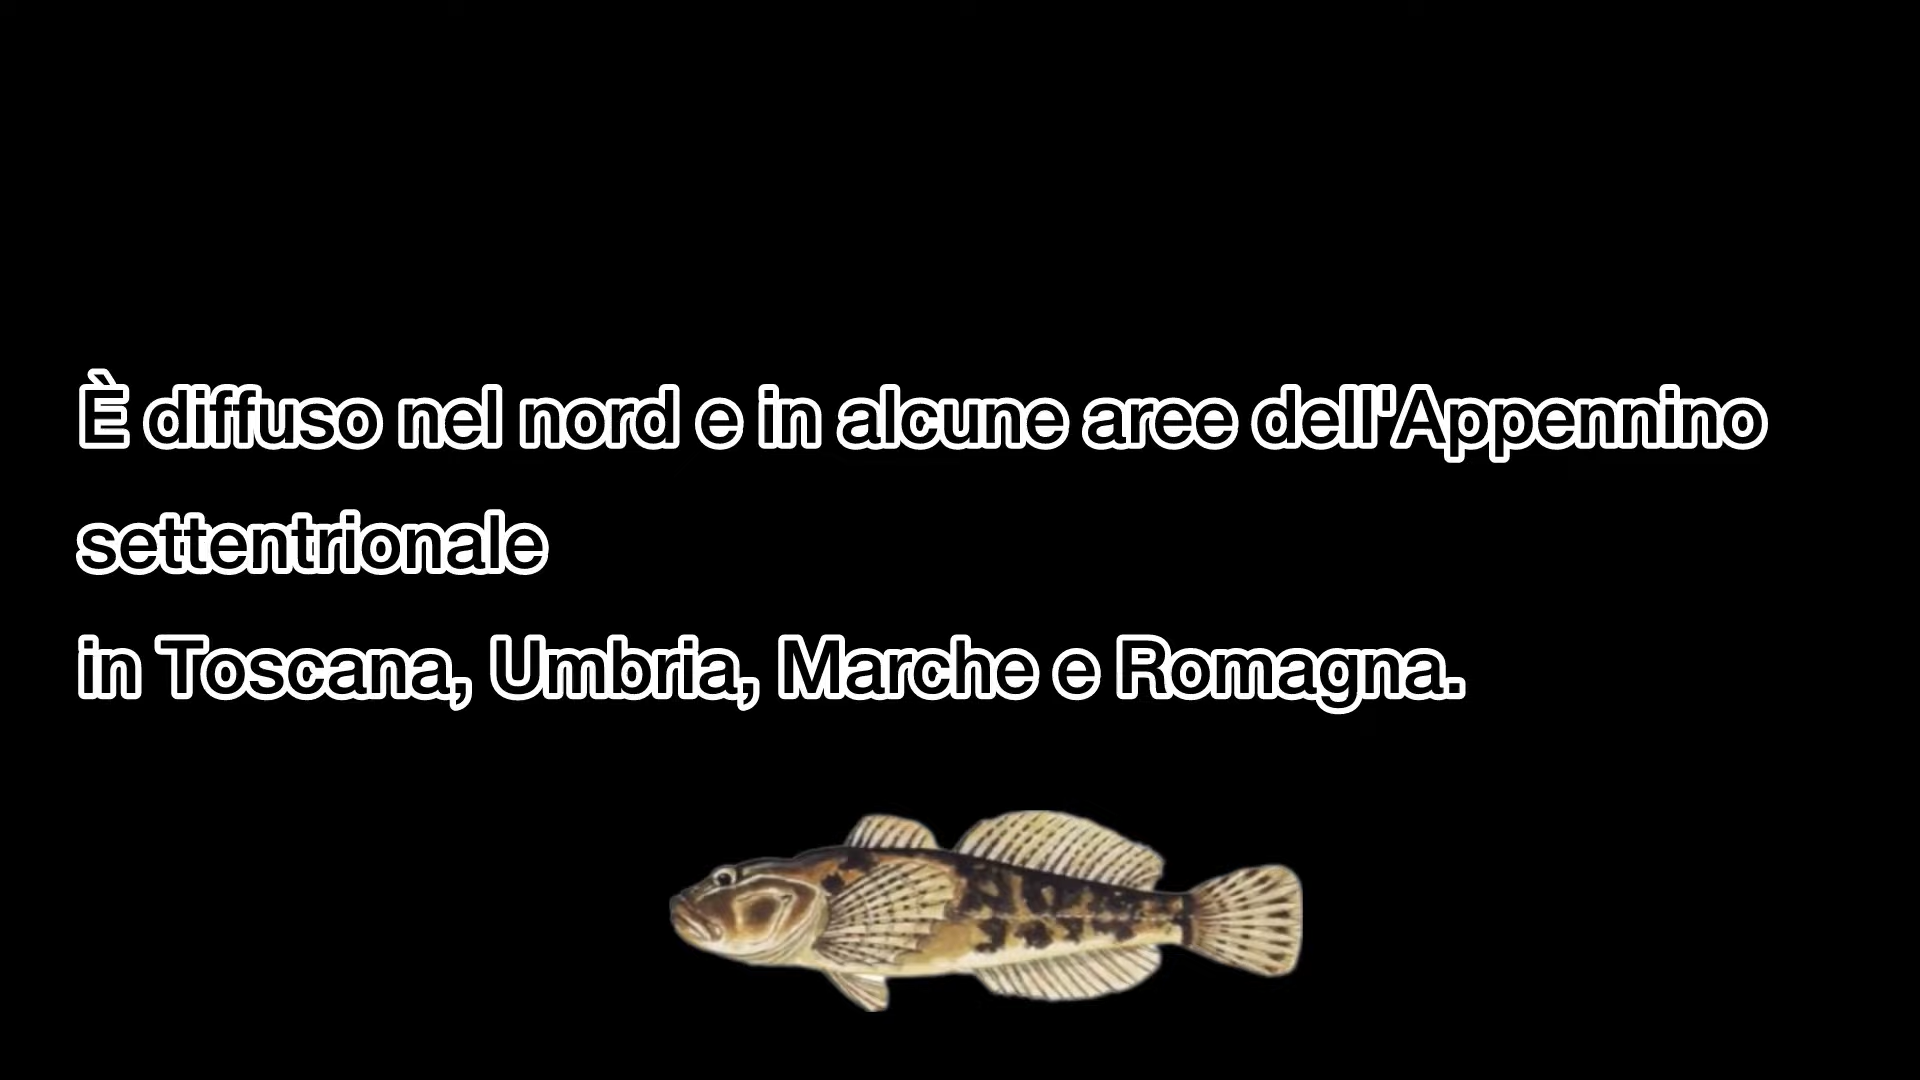 È diffuso nel nord e in alcune aree dell'Appennino
settentrionale
in Toscana, Umbria, Marche e Romagna.